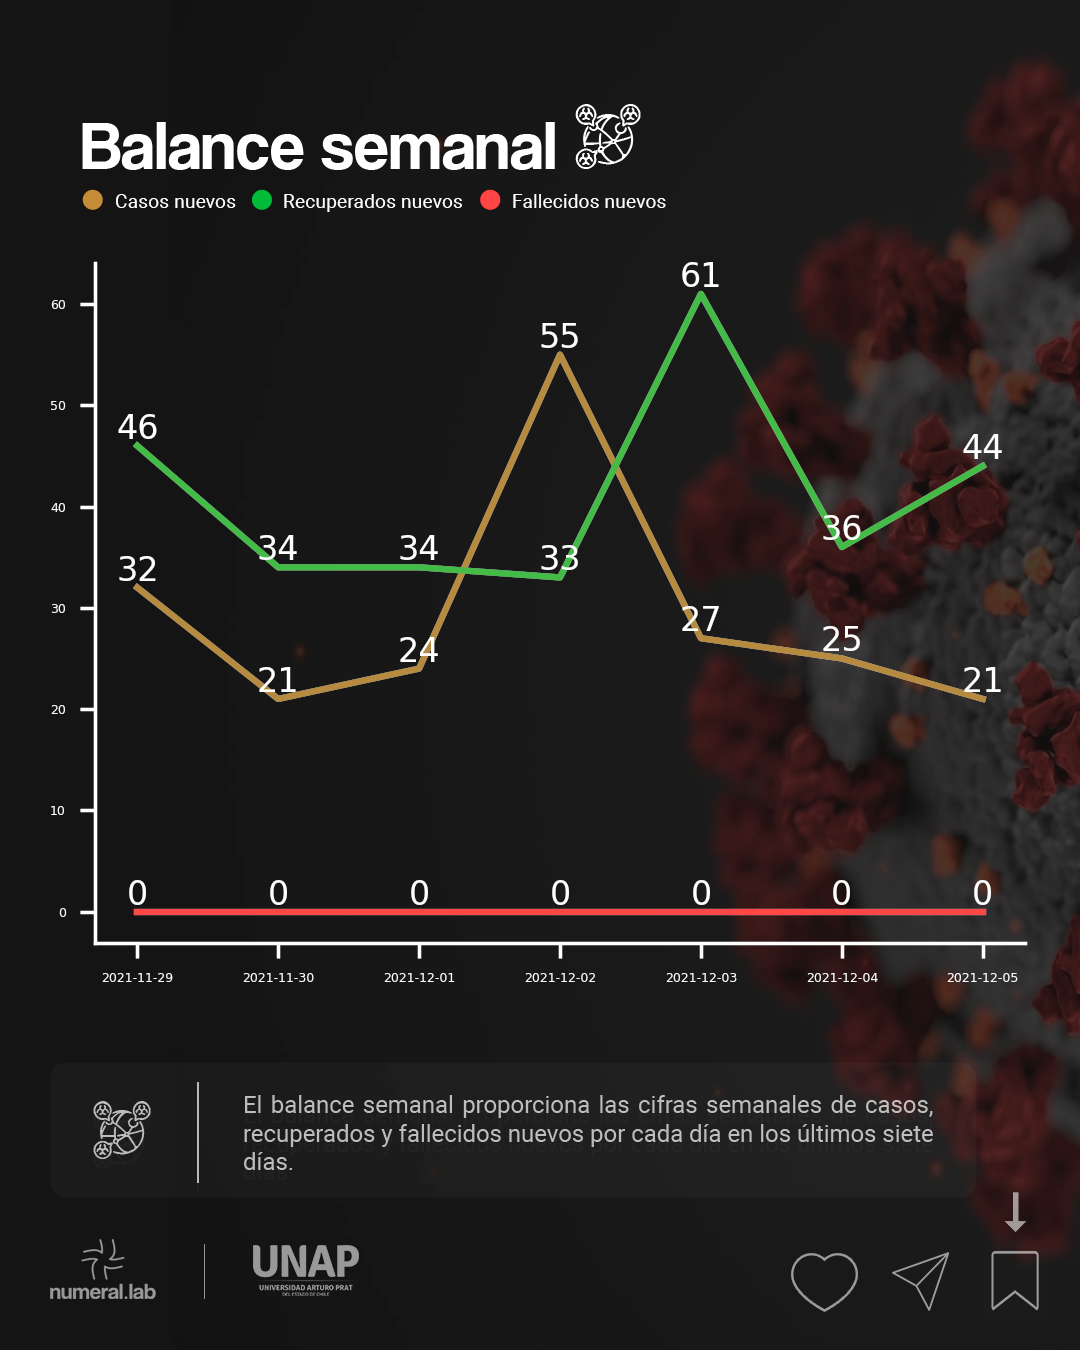 Balance semanal
Casos nuevos Recuperados nuevos Fallecidos nuevos
61
60
55
50
46
44
40
36
34 34 33
32
30
27
25
24
21 21
20
10
0 0 0 0 0 0 0
0
2021-11-29 2021-11-30 2021-12-01 2021-12-02 2021-12-03 2021-12-04 2021-12-05
El balance semanal proporciona las cifras semanales de casos,
recuperados y fallecidos nuevos por cada día en los últimos siete
días.
numeral.lab
UNAP
UNIVERSIDAD ARTURO PRAT
DEL ESTADO DE CHILE